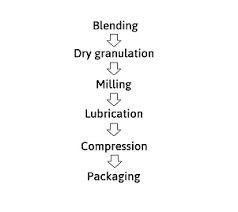 Blending
Dry granulation
Milling
Lubrication
Compression
Packaging